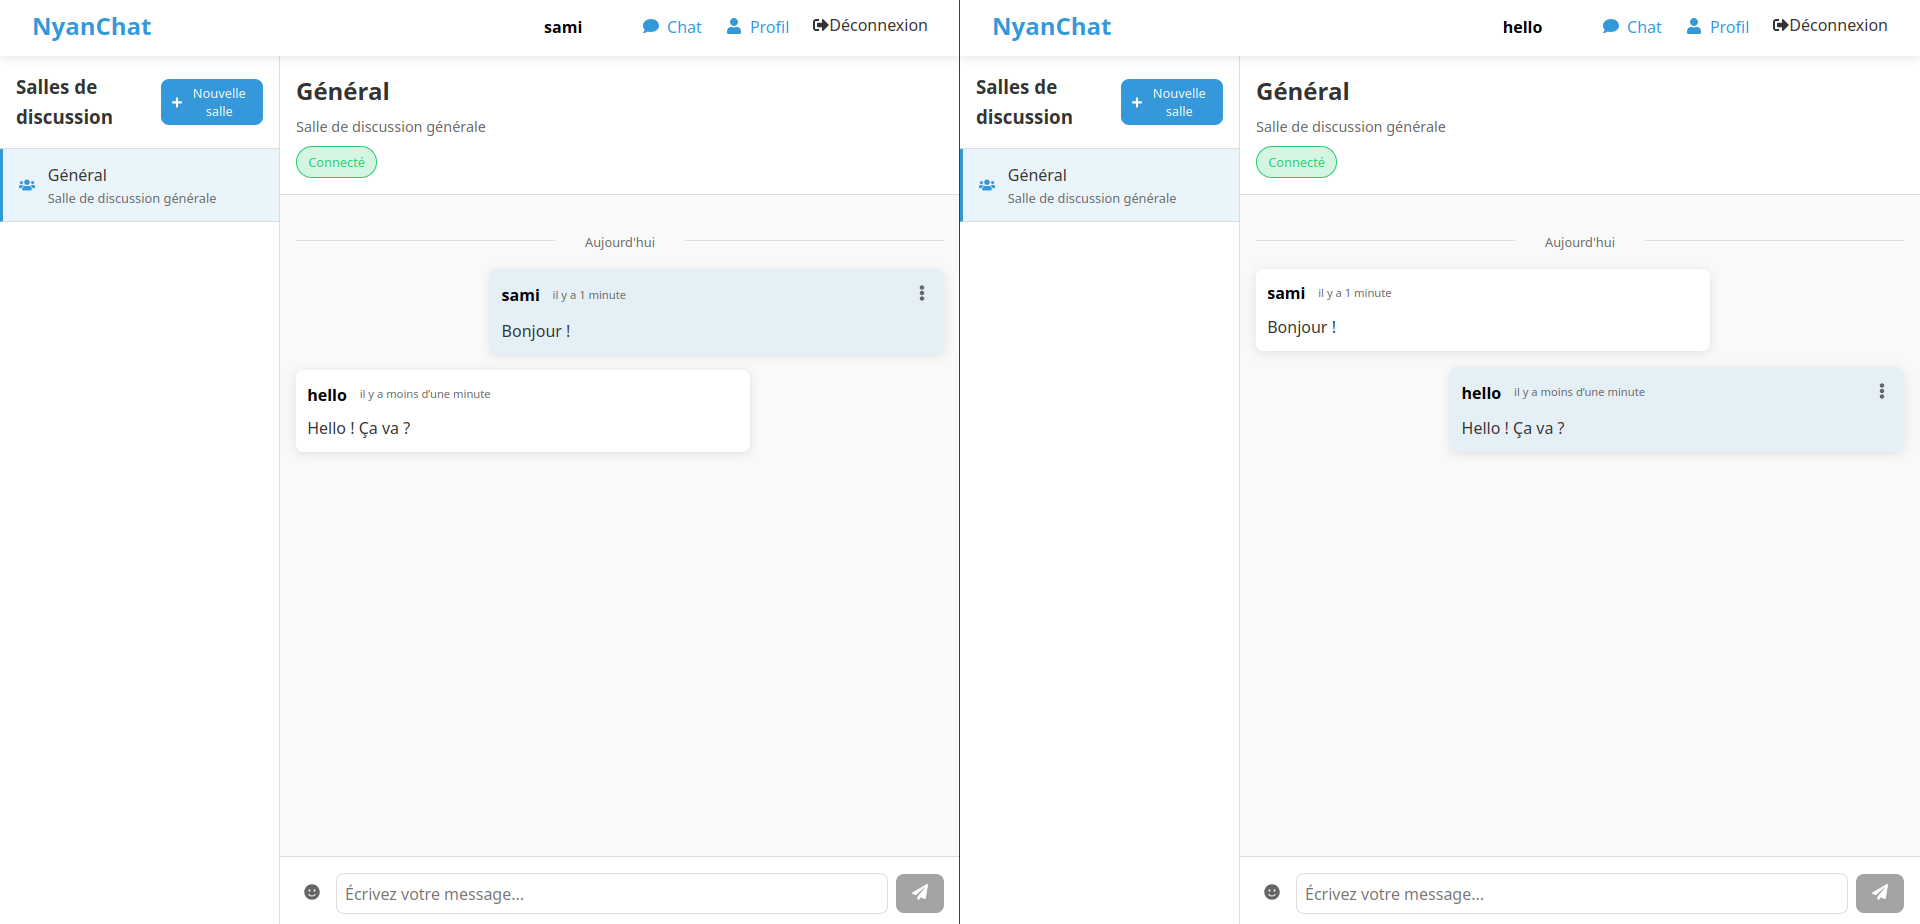 NyanChat
sami
Chat
Profil
Déconnexion
Salles de
discussion
Nouvelle
salle
Général
Salle de discussion générale
Général
Salle de discussion générale
Connecté
Aujourd'hui
sami il y a 1 minute
Bonjour !
hello il y a moins d’une minute
Hello ! Ça va ?
Écrivez votre message...
NyanChat
hello
Chat
Profil
Déconnexion
Salles de
discussion
Nouvelle
salle
Général
Salle de discussion générale
Général
Salle de discussion générale
Connecté
Aujourd'hui
sami il y a 1 minute
Bonjour !
hello il y a moins d’une minute
Hello ! Ça va ?
Écrivez votre message...